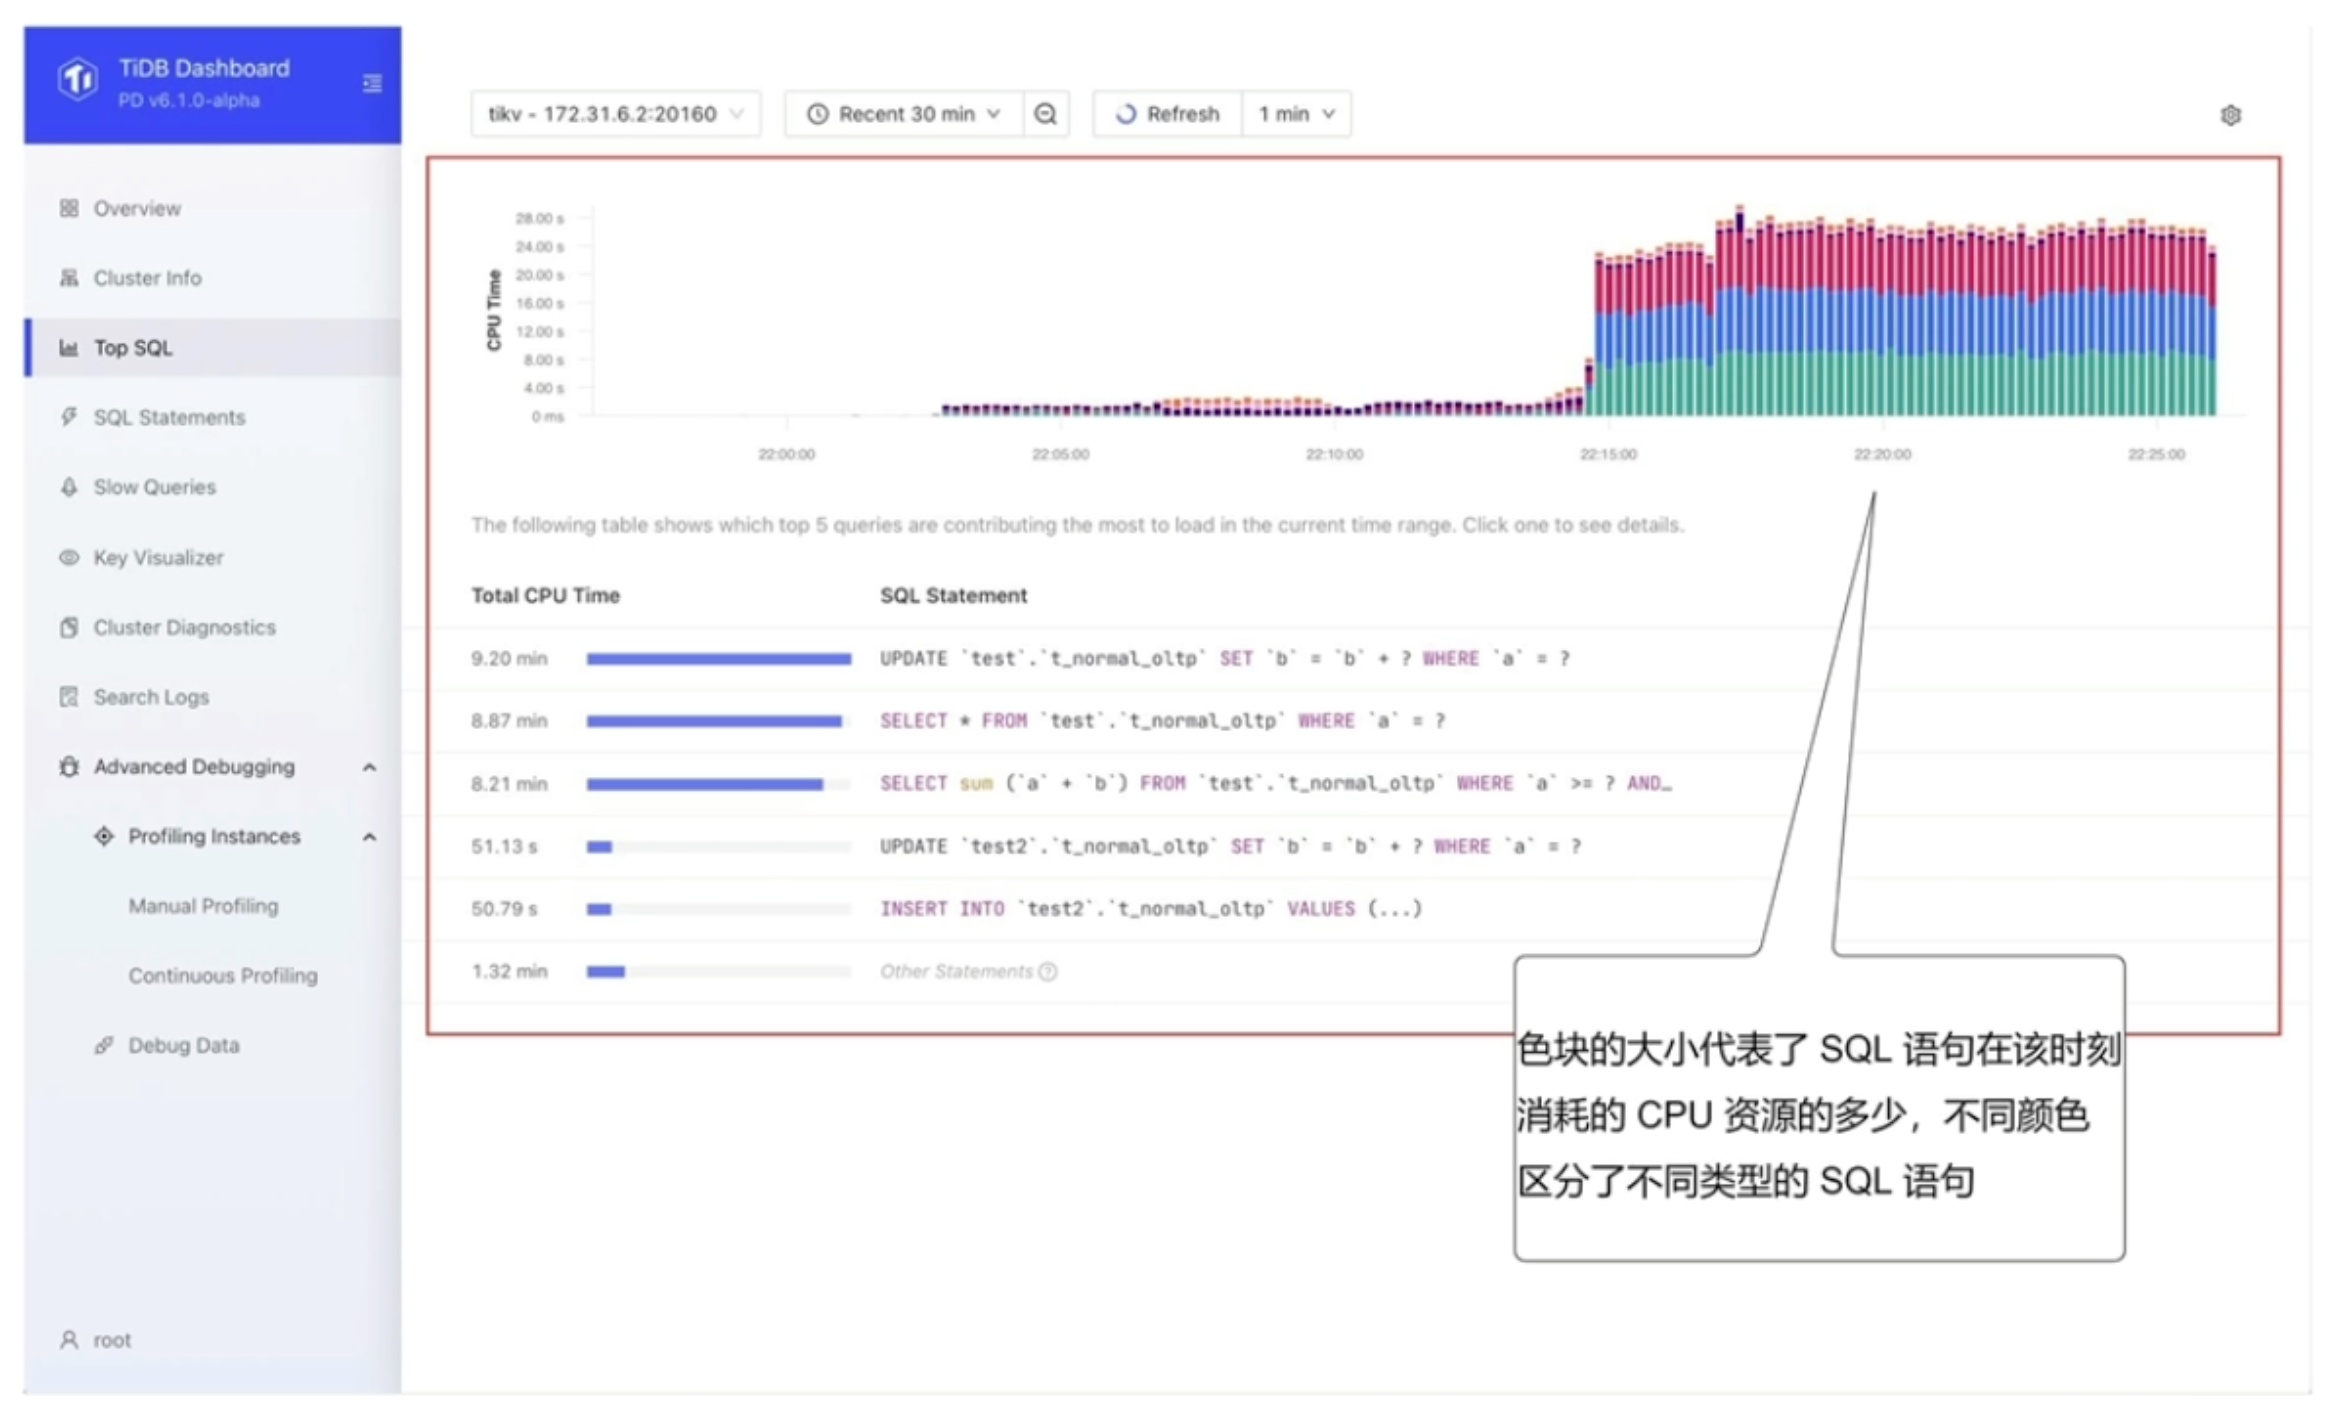 TiDB Dashboard
PD v6.1.0-alpha
Overview
Cluster Info
Top SQL
SQL Statements
Slow Queries
Key Visualizer
Cluster Diagnostics
Search Logs
Advanced Debugging
Profiling Instances
Manual Profiling
Continuous Profiling
Debug Data
root
tikv - 172.31.6.2:20160
Recent 30 min
Refresh
1 min
CPU Time
28.00 s
24.00 s
20.00 s
16.00 s
12.00 s
8.00 s
4.00 s
0 ms
22:00:00
22:05:00
22:10:00
22:15:00
22:20:00
22:25:00
The following table shows which top 5 queries are contributing the most to load in the current time range. Click one to see details.
Total CPU Time SQL Statement
9.20 min UPDATE `test`.`t_normal_oltp` SET `b` = `b` + ? WHERE `a` = ?
8.87 min SELECT * FROM `test`.`t_normal_oltp` WHERE `a` = ?
8.21 min SELECT sum (`a` + `b`) FROM `test`.`t_normal_oltp` WHERE `a` >= ? AND…
51.13 s UPDATE `test2`.`t_normal_oltp` SET `b` = `b` + ? WHERE `a` = ?
50.79 s INSERT INTO `test2`.`t_normal_oltp` VALUES (...)
1.32 min Other Statements
色块的大小代表了 SQL 语句在该时刻
消耗的 CPU 资源的多少，不同颜色
区分了不同类型的 SQL 语句